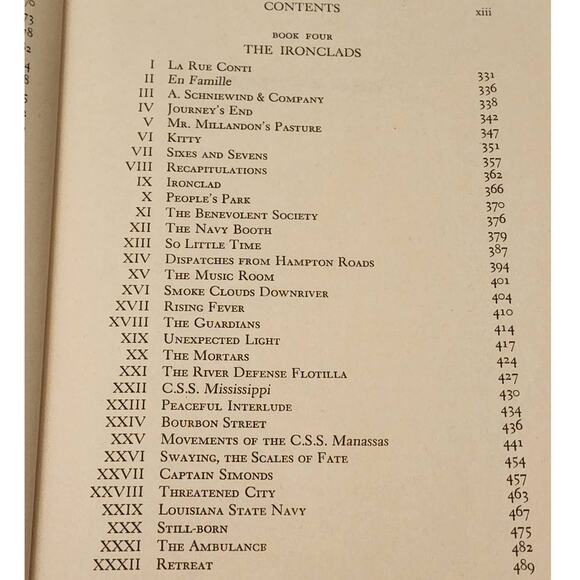 CONTENTS xiii
BOOK FOUR
THE IRONCLADS
I LA RUE CONTI 331
II En Famille 336
III A. SCHNIEWIND & COMPANY 338
IV JOURNEY'S END 342
V MR. MILLANDON'S PASTURE 347
VI KITTY 351
VII SIXES AND SEVENS 357
VIII RECAPITULATIONS 362
IX IRONCLAD 366
X PEOPLE'S PARK 370
XI THE BENEVOLENT SOCIETY 376
XII THE NAVY BOOTH 379
XIII SO LITTLE TIME 387
XIV DISPATCHES FROM HAMPTON ROADS 394
XV THE MUSIC ROOM 401
XVI SMOKE CLOUDS DOWNRIVER 404
XVII RISING FEVER 410
XVIII THE GUARDIANS 414
XIX UNEXPECTED LIGHT 417
XX THE MORTARS 424
XXI THE RIVER DEFENSE FLOTILLA 427
XXII C.S.S. Mississippi 430
XXIII PEACEFUL INTERLUDE 434
XXIV BOURBON STREET 436
XXV MOVEMENTS OF THE C.S.S. MANASSAS 441
XXVI SWAYING, THE SCALES OF FATE 454
XXVII CAPTAIN SIMONDS 457
XXVIII THREATENED CITY 463
XXIX LOUISIANA STATE NAVY 467
XXX STILL-BORN 475
XXXI THE AMBULANCE 482
XXXII RETREAT 489